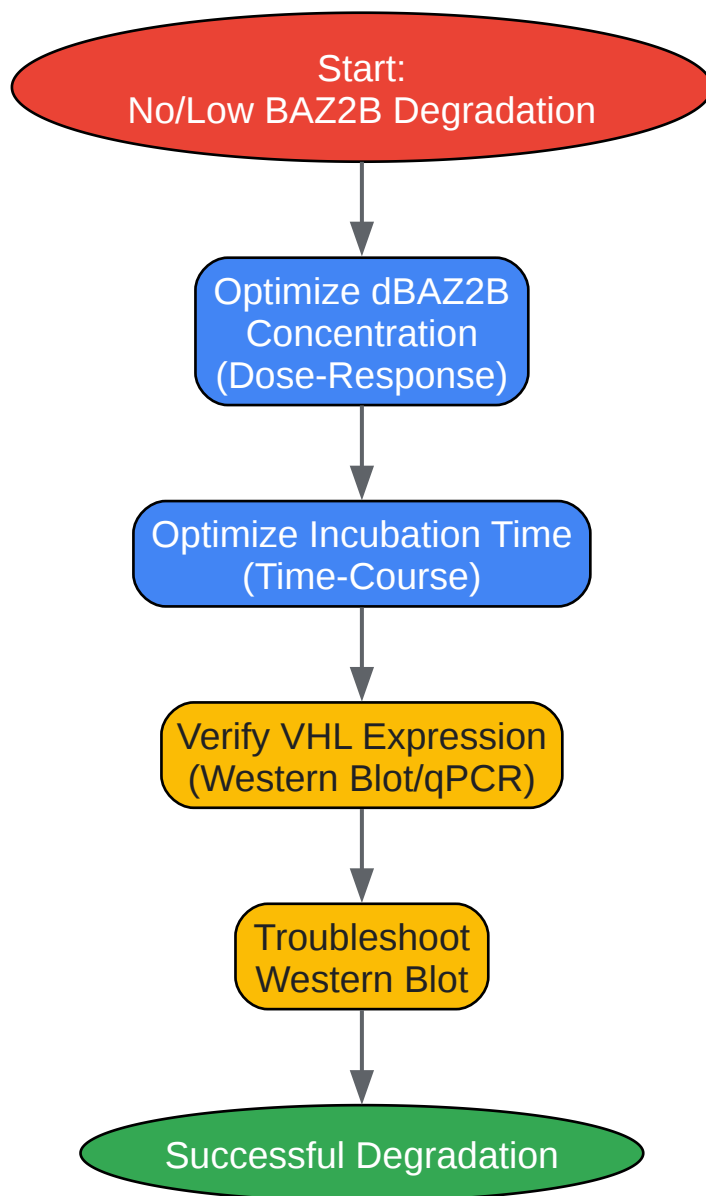 Start:
No/Low BAZ2B Degradation
Optimize dBAZ2B
Concentration
(Dose-Response)
Optimize Incubation Time
(Time-Course)
Verify VHL Expression
(Western Blot/qPCR)
Troubleshoot
Western Blot
Successful Degradation